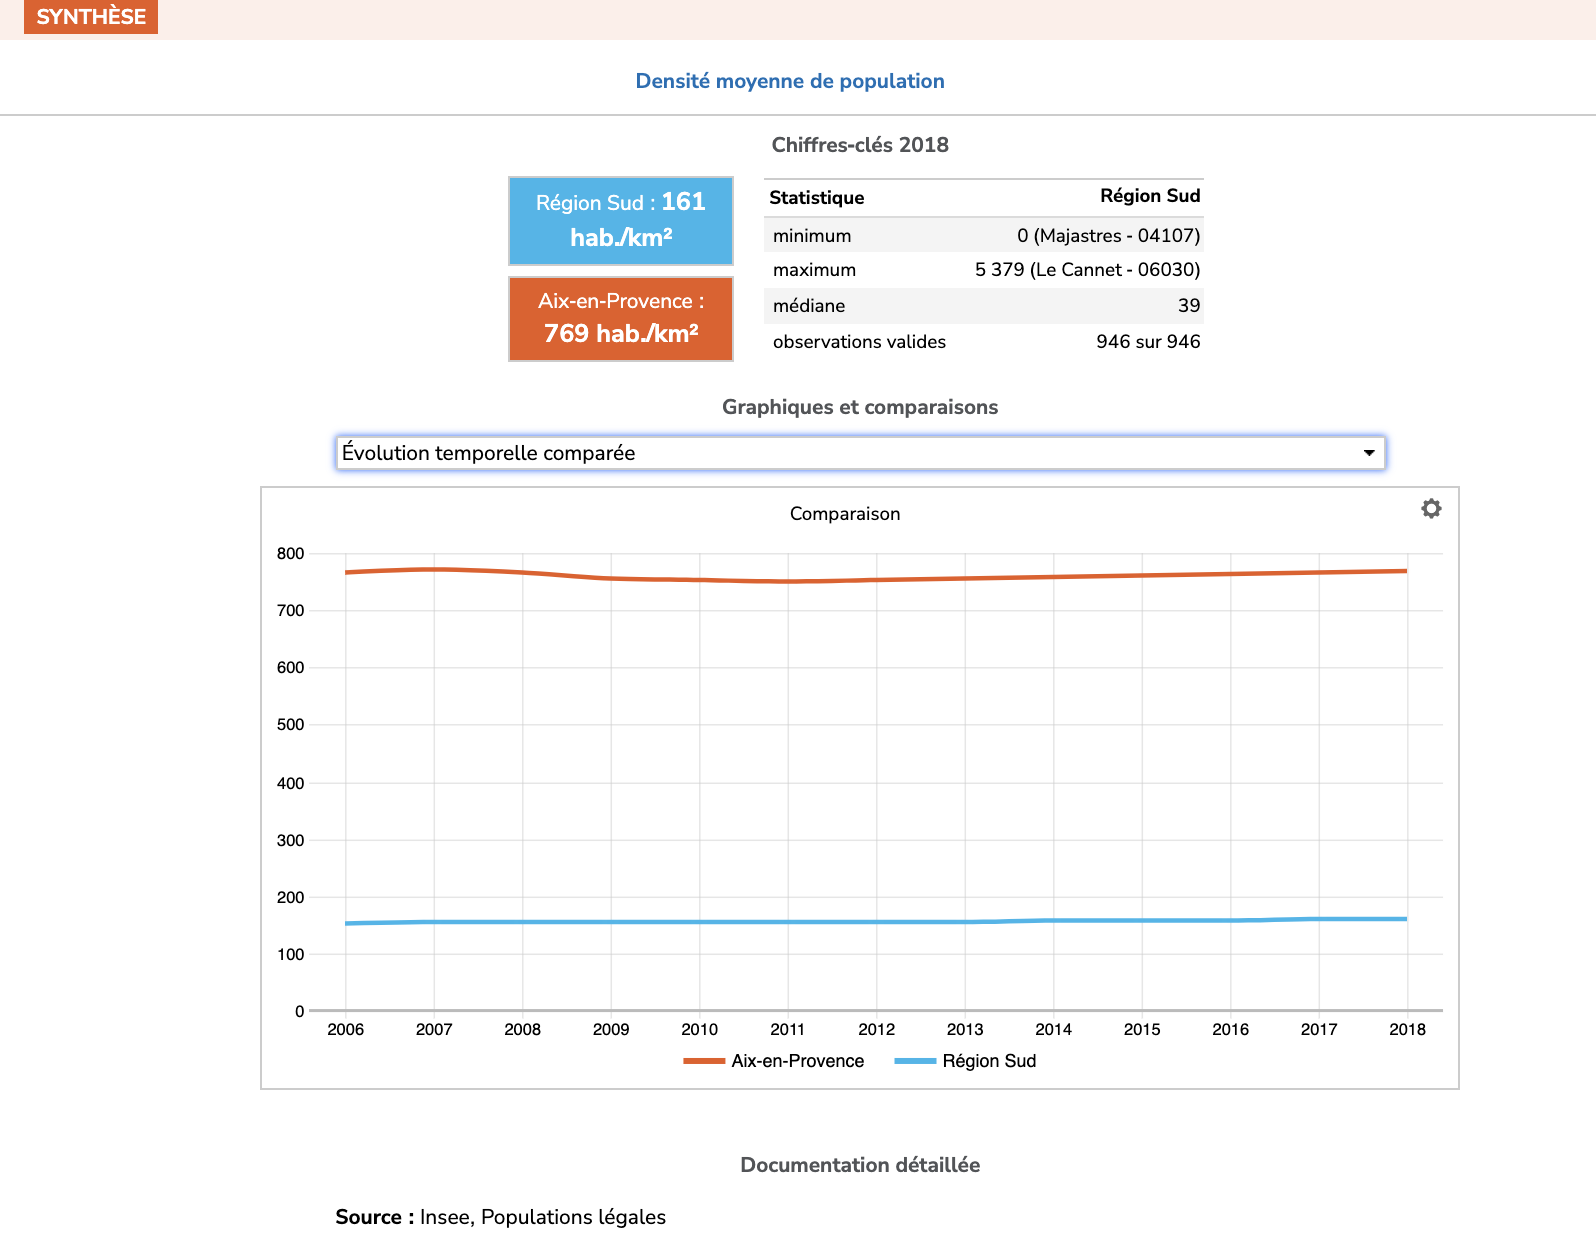 SYNTHÈSE
Densité moyenne de population
Chiffres-clés 2018
Région Sud : 161
hab./km²
Aix-en-Provence :
769 hab./km²
Statistique Région Sud
minimum 0 (Majastres - 04107)
maximum 5 379 (Le Cannet - 06030)
médiane 39
observations valides 946 sur 946
Graphiques et comparaisons
Évolution temporelle comparée
Comparaison
800
700
600
500
400
300
200
100
0
2006 2007 2008 2009 2010 2011 2012 2013 2014 2015 2016 2017 2018
Aix-en-Provence Région Sud
Documentation détaillée
Source : Insee, Populations légales